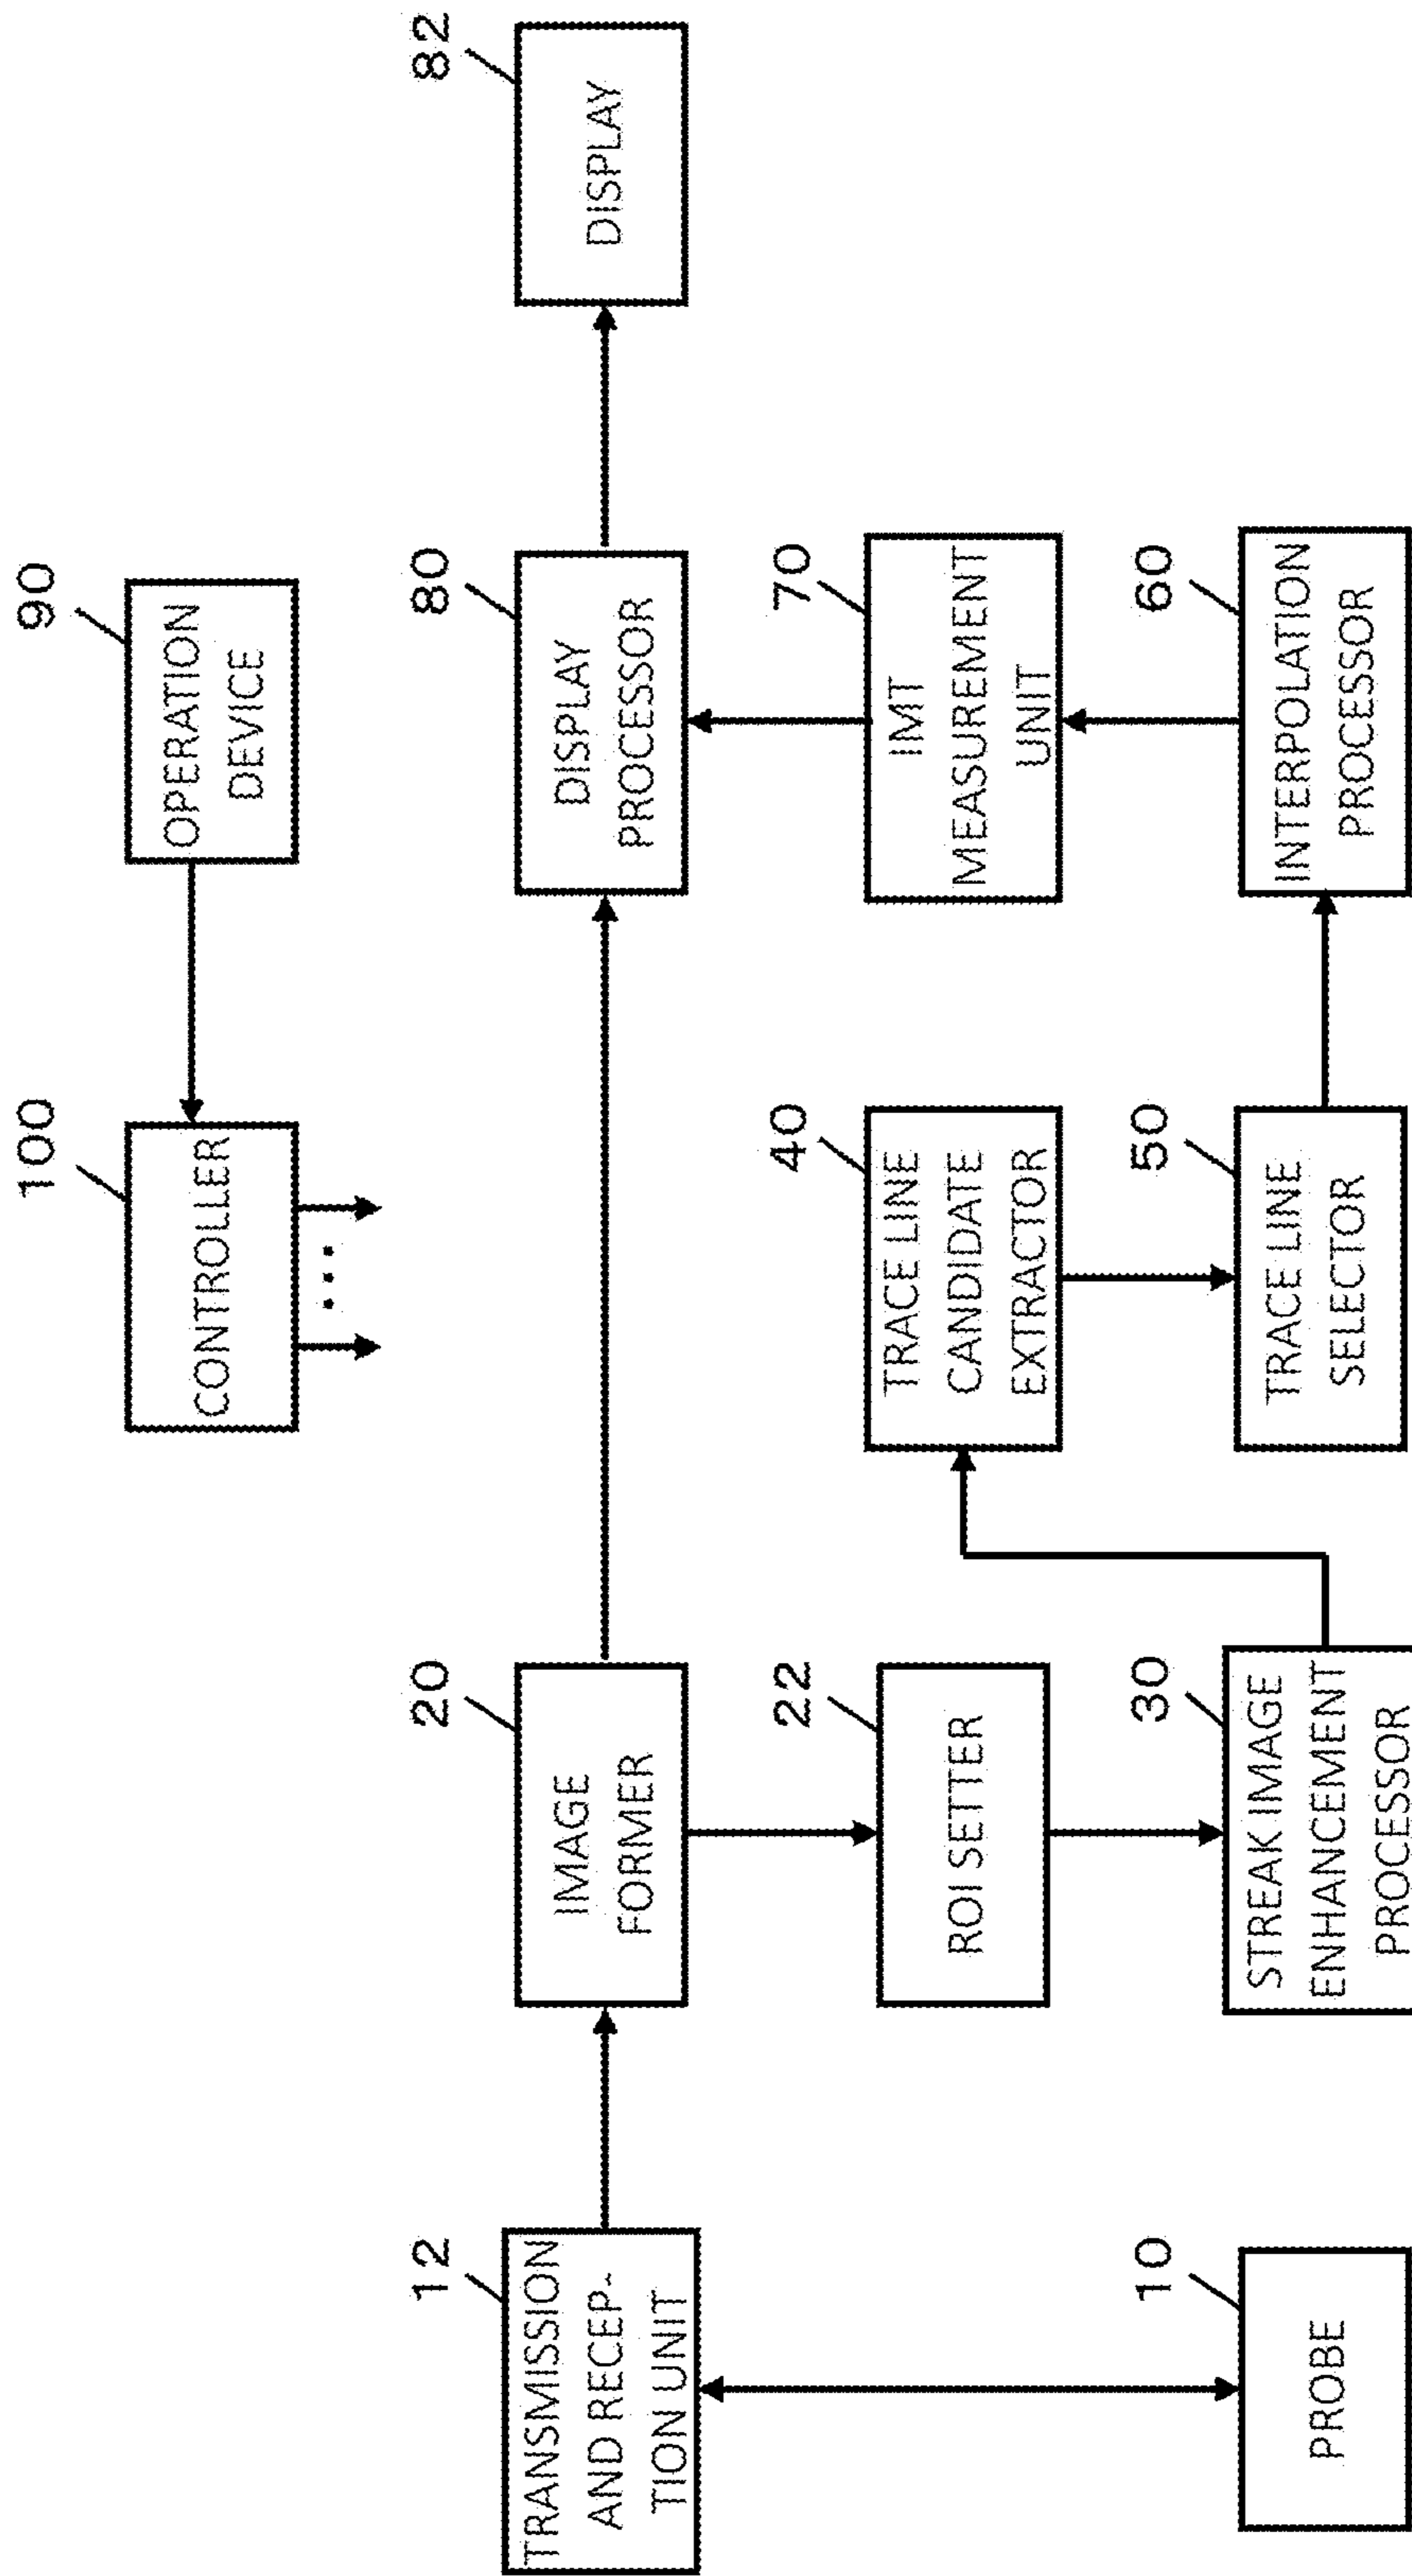 100
CONTROLLER
...
90
OPERATION
DEVICE
12
TRANSMISSION
AND RECEP-
TION UNIT
20
IMAGE
FORMER
80
DISPLAY
PROCESSOR
82
DISPLAY
22
ROI SETTER
40
TRACE LINE
CANDIDATE
EXTRACTOR
70
IMT
MEASUREMENT
UNIT
10
PROBE
30
STREAK IMAGE
ENHANCEMENT
PROCESSOR
50
TRACE LINE
SELECTOR
60
INTERPOLATION
PROCESSOR